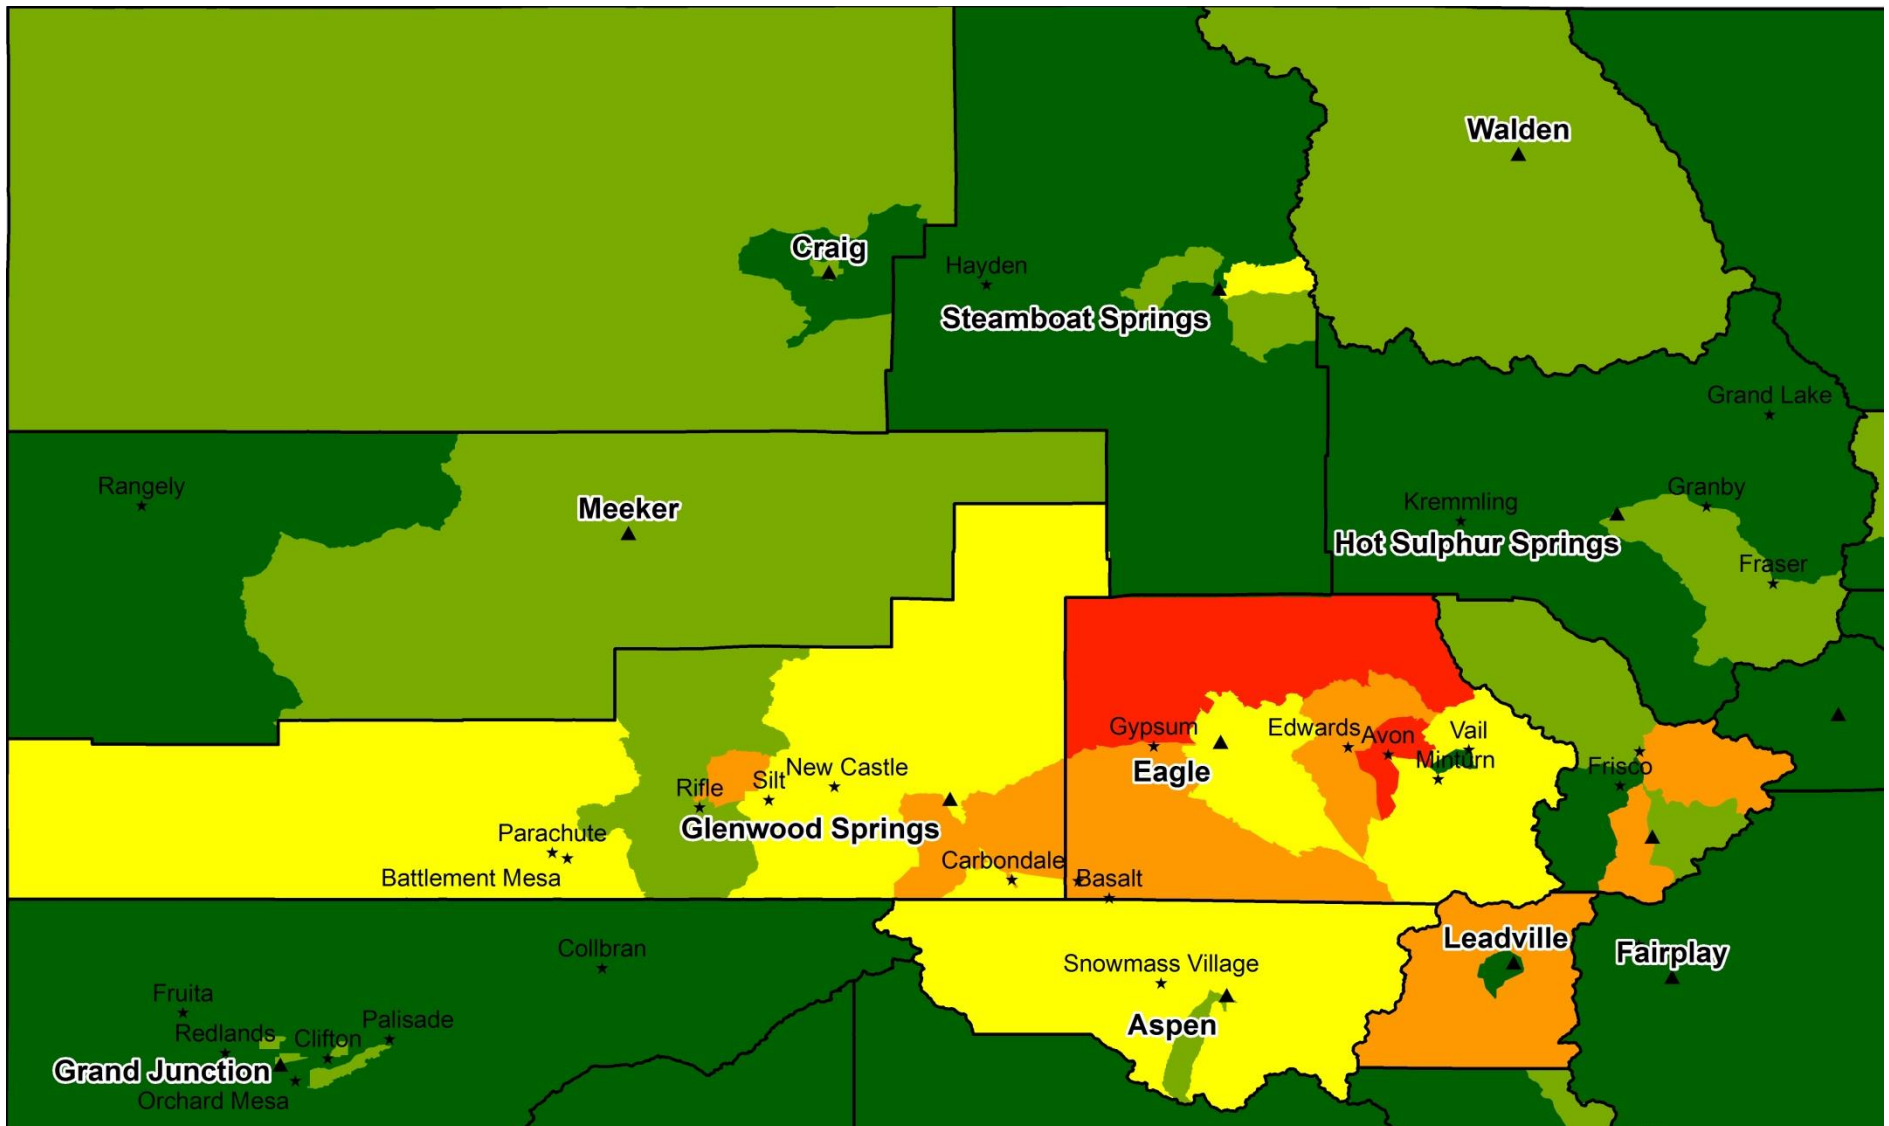 Walden
Craig
Hayden
Steamboat Springs
Grand Lake
Rangely
Meeker
Granby
Kremmling
Hot Sulphur Springs
Fraser
Gypsum
Edwards
Avon
Vail
Eagle
Minturn
Frisco
New Castle
Silt
Rifle
Glenwood Springs
Parachute
Battlement Mesa
Carbondale
Basalt
Leadville
Fairplay
Collbran
Snowmass Village
Aspen
Fruita
Redlands
Clifton
Palisade
Grand Junction
Orchard Mesa